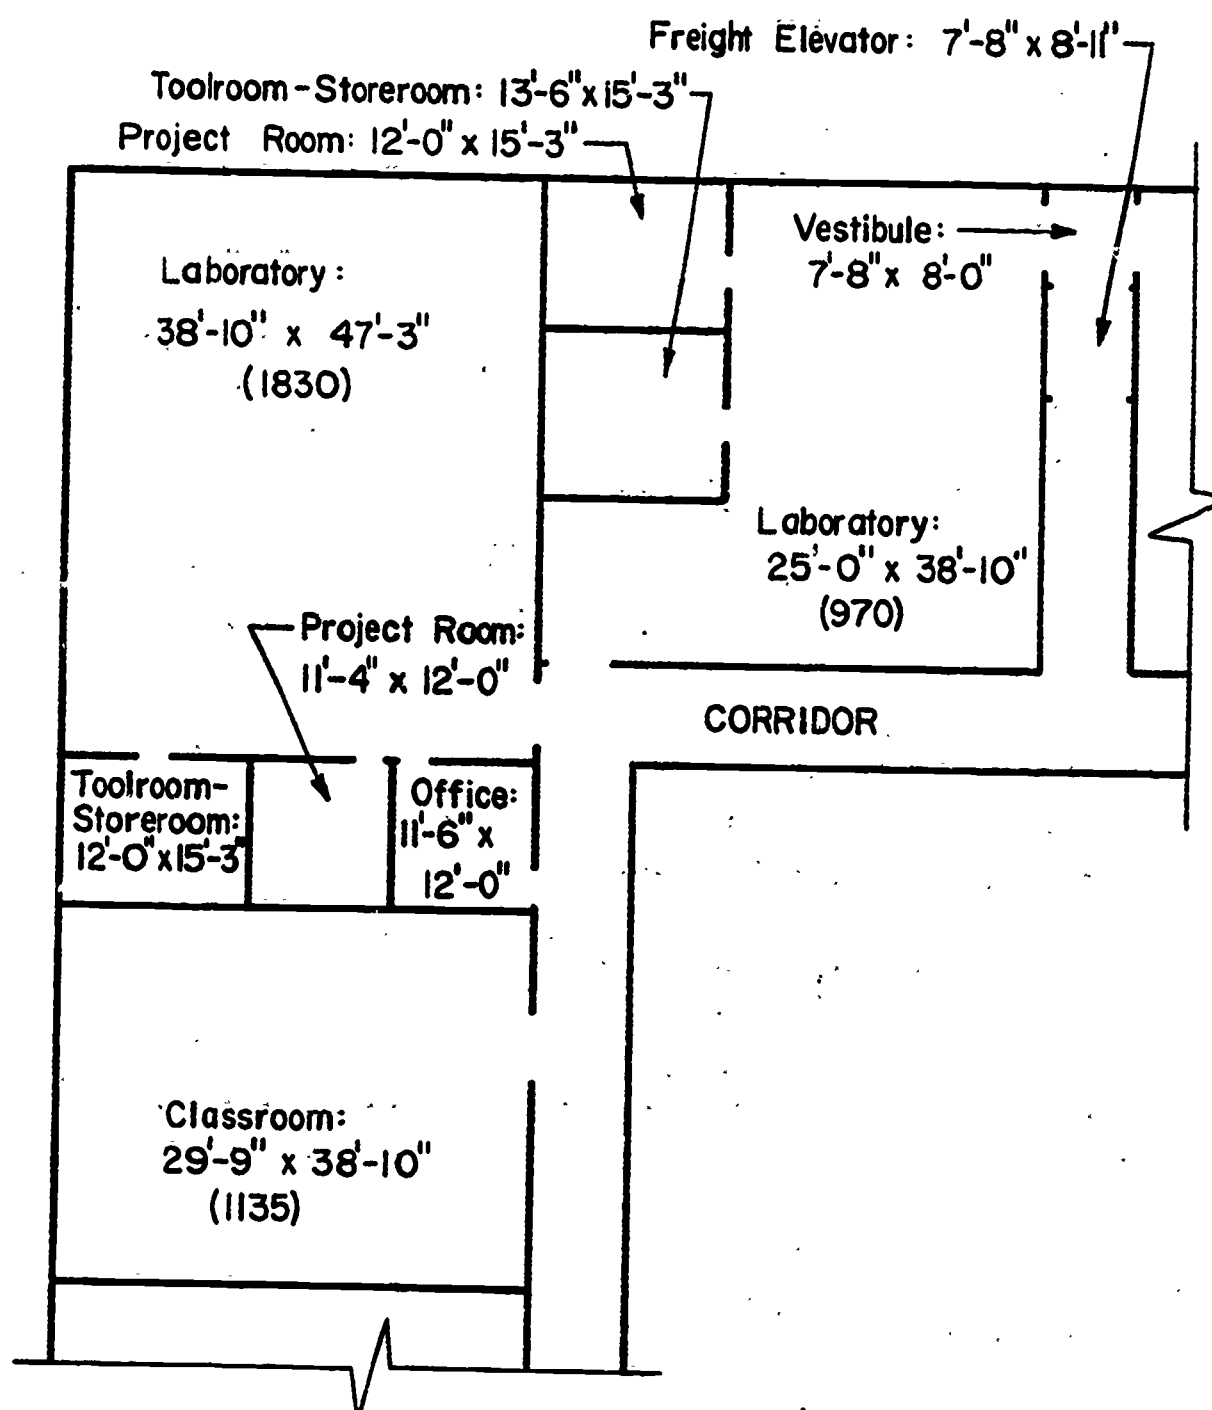 Freight Elevator: 7'-8" x 8'-11"
Toolroom-Storeroom: 13'-6" x 15'-3"
Project Room: 12'-0" x 15'-3"
Vestibule:
7'-8" x 8'-0"
Laboratory:
38'-10" x 47'-3"
(1830)
Laboratory:
25'-0" x 38'-10"
(970)
Project Room:
11'-4" x 12'-0"
CORRIDOR
Toolroom-
Storeroom:
12'-0" x 15'-3"
Office:
11'-6" x
12'-0"
Classroom:
29'-9" x 38'-10"
(1135)